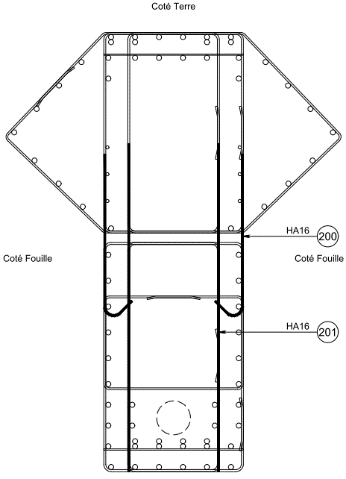 Coté Terre
HA16 200
Coté Fouille
Coté Fouille
HA16 201